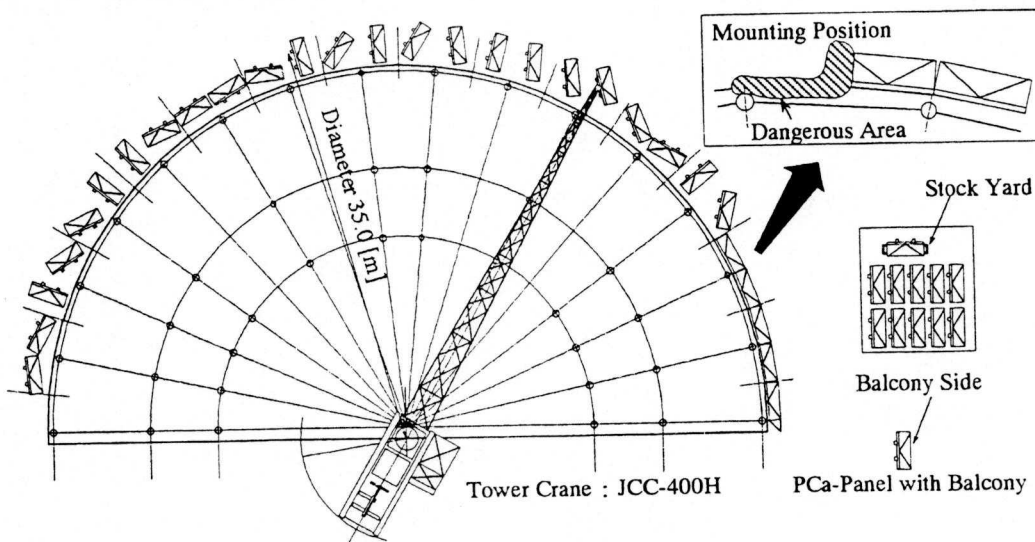 Mounting Position
Dangerous Area
Diameter 35.0 [m]
Stock Yard
Balcony Side
Tower Crane : JCC-400H
PCa-Panel with Balcony